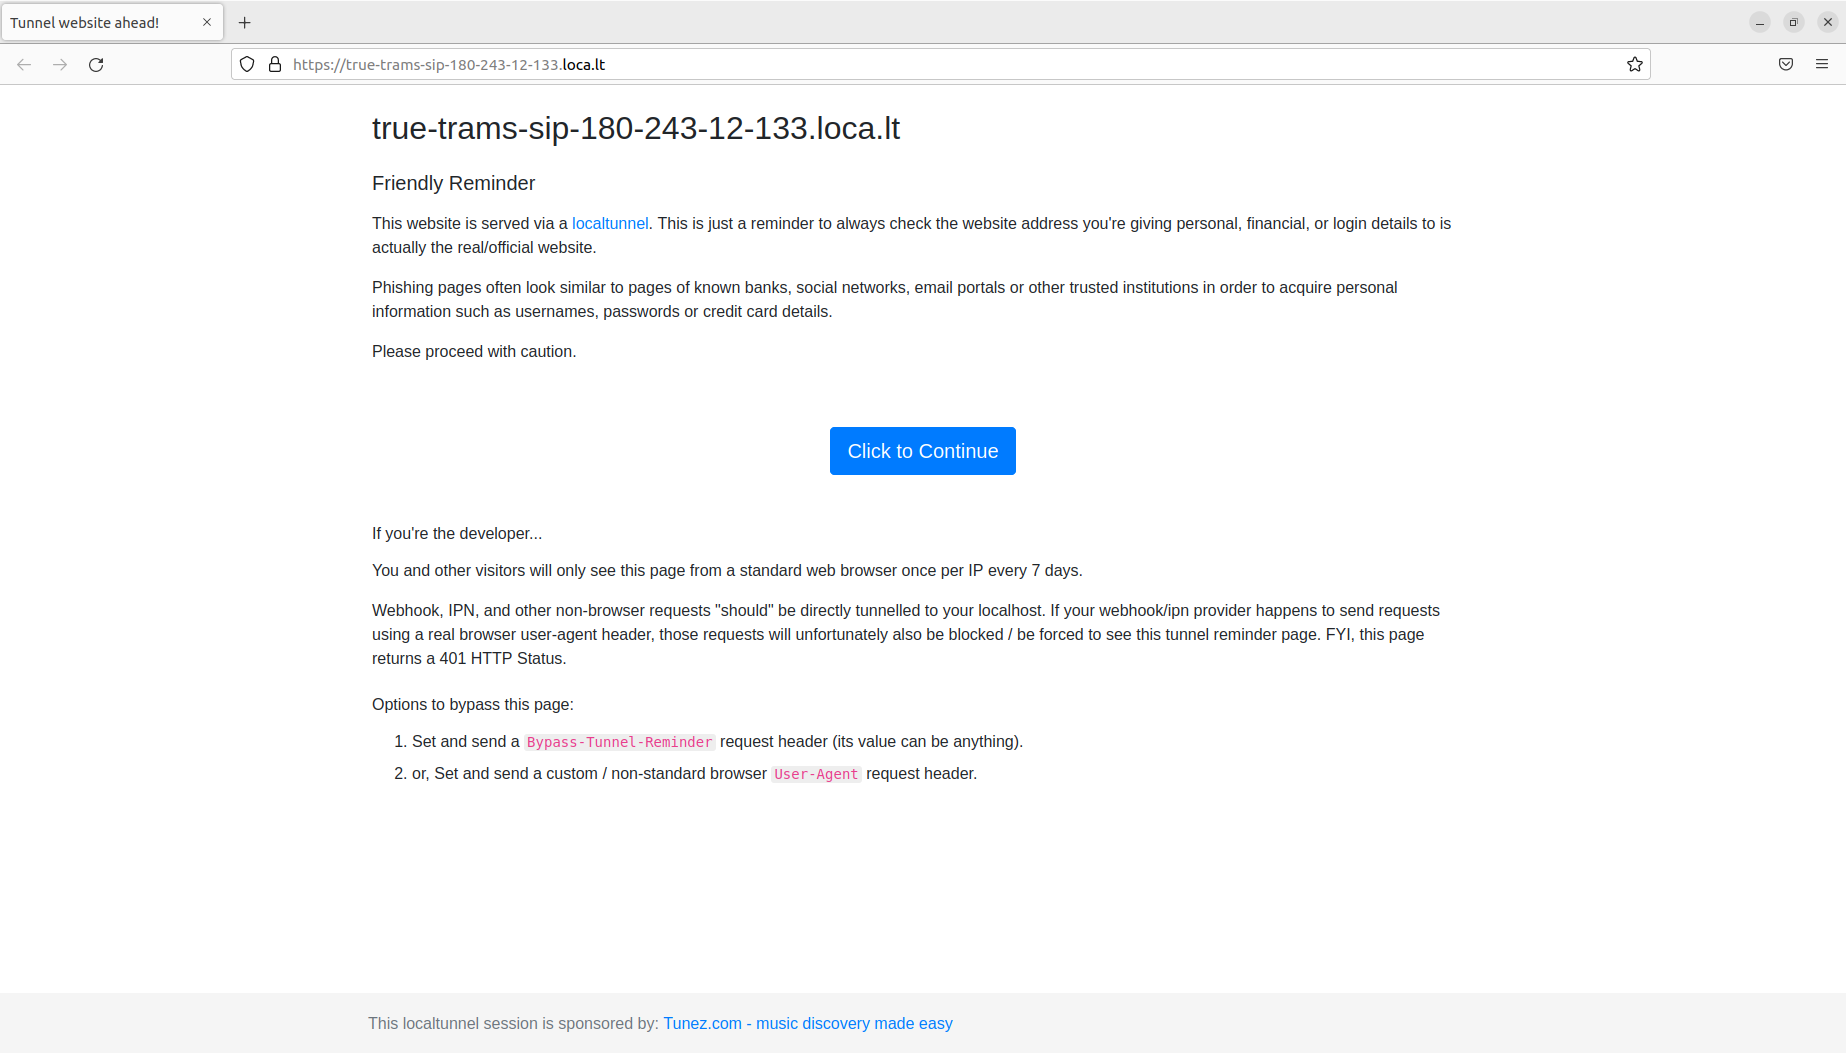 Tunnel website ahead!
https://true-trams-sip-180-243-12-133.loca.lt
true-trams-sip-180-243-12-133.loca.lt
Friendly Reminder
This website is served via a localtunnel. This is just a reminder to always check the website address you're giving personal, financial, or login details to is
actually the real/official website.
Phishing pages often look similar to pages of known banks, social networks, email portals or other trusted institutions in order to acquire personal
information such as usernames, passwords or credit card details.
Please proceed with caution.
Click to Continue
If you're the developer...
You and other visitors will only see this page from a standard web browser once per IP every 7 days.
Webhook, IPN, and other non-browser requests "should" be directly tunnelled to your localhost. If your webhook/ipn provider happens to send requests
using a real browser user-agent header, those requests will unfortunately also be blocked / be forced to see this tunnel reminder page. FYI, this page
returns a 401 HTTP Status.
Options to bypass this page:
1. Set and send a Bypass-Tunnel-Reminder request header (its value can be anything).
2. or, Set and send a custom / non-standard browser User-Agent request header.
This localtunnel session is sponsored by: Tunez.com - music discovery made easy